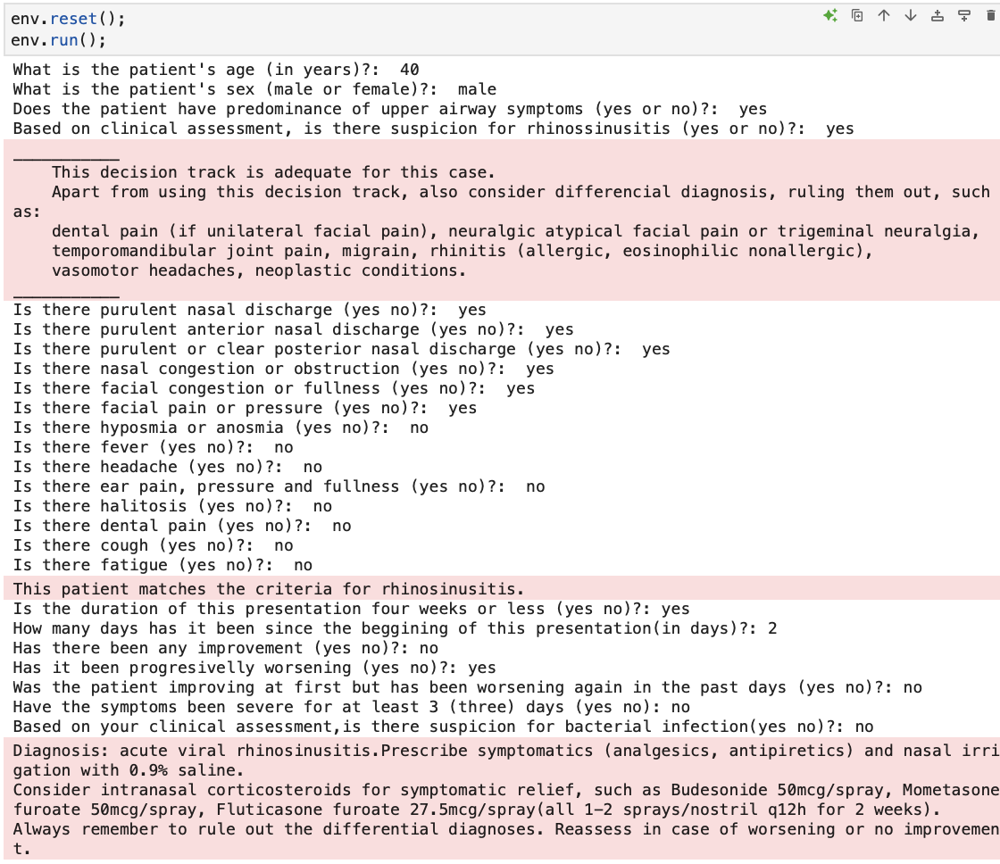 env.reset();
env.run();
What is the patient's age (in years)?:  40
What is the patient's sex (male or female)?:  male
Does the patient have predominance of upper airway symptoms (yes or no)?:  yes
Based on clinical assessment, is there suspicion for rhinossinusitis (yes or no)?:  yes
___________
    This decision track is adequate for this case.
    Apart from using this decision track, also consider differencial diagnosis, ruling them out, such
as:
    dental pain (if unilateral facial pain), neuralgic atypical facial pain or trigeminal neuralgia,
    temporomandibular joint pain, migrain, rhinitis (allergic, eosinophilic nonallergic),
    vasomotor headaches, neoplastic conditions.
___________
Is there purulent nasal discharge (yes no)?:  yes
Is there purulent anterior nasal discharge (yes no)?:  yes
Is there purulent or clear posterior nasal discharge (yes no)?:  yes
Is there nasal congestion or obstruction (yes no)?:  yes
Is there facial congestion or fullness (yes no)?:  yes
Is there facial pain or pressure (yes no)?:  yes
Is there hyposmia or anosmia (yes no)?:  no
Is there fever (yes no)?:  no
Is there headache (yes no)?:  no
Is there ear pain, pressure and fullness (yes no)?:  no
Is there halitosis (yes no)?:  no
Is there dental pain (yes no)?:  no
Is there cough (yes no)?:  no
Is there fatigue (yes no)?:  no
This patient matches the criteria for rhinosinusitis.
Is the duration of this presentation four weeks or less (yes no)?: yes
How many days has it been since the beggining of this presentation(in days)?: 2
Has there been any improvement (yes no)?: no
Has it been progresivelly worsening (yes no)?: yes
Was the patient improving at first but has been worsening again in the past days (yes no)?: no
Have the symptoms been severe for at least 3 (three) days (yes no): no
Based on your clinical assessment,is there suspicion for bacterial infection(yes no)?: no
Diagnosis: acute viral rhinosinusitis.Prescribe symptomatics (analgesics, antipiretics) and nasal irri
gation with 0.9% saline.
Consider intranasal corticosteroids for symptomatic relief, such as Budesonide 50mcg/spray, Mometasone
furoate 50mcg/spray, Fluticasone furoate 27.5mcg/spray(all 1–2 sprays/nostril q12h for 2 weeks).
Always remember to rule out the differential diagnoses. Reassess in case of worsening or no improvemen
t.